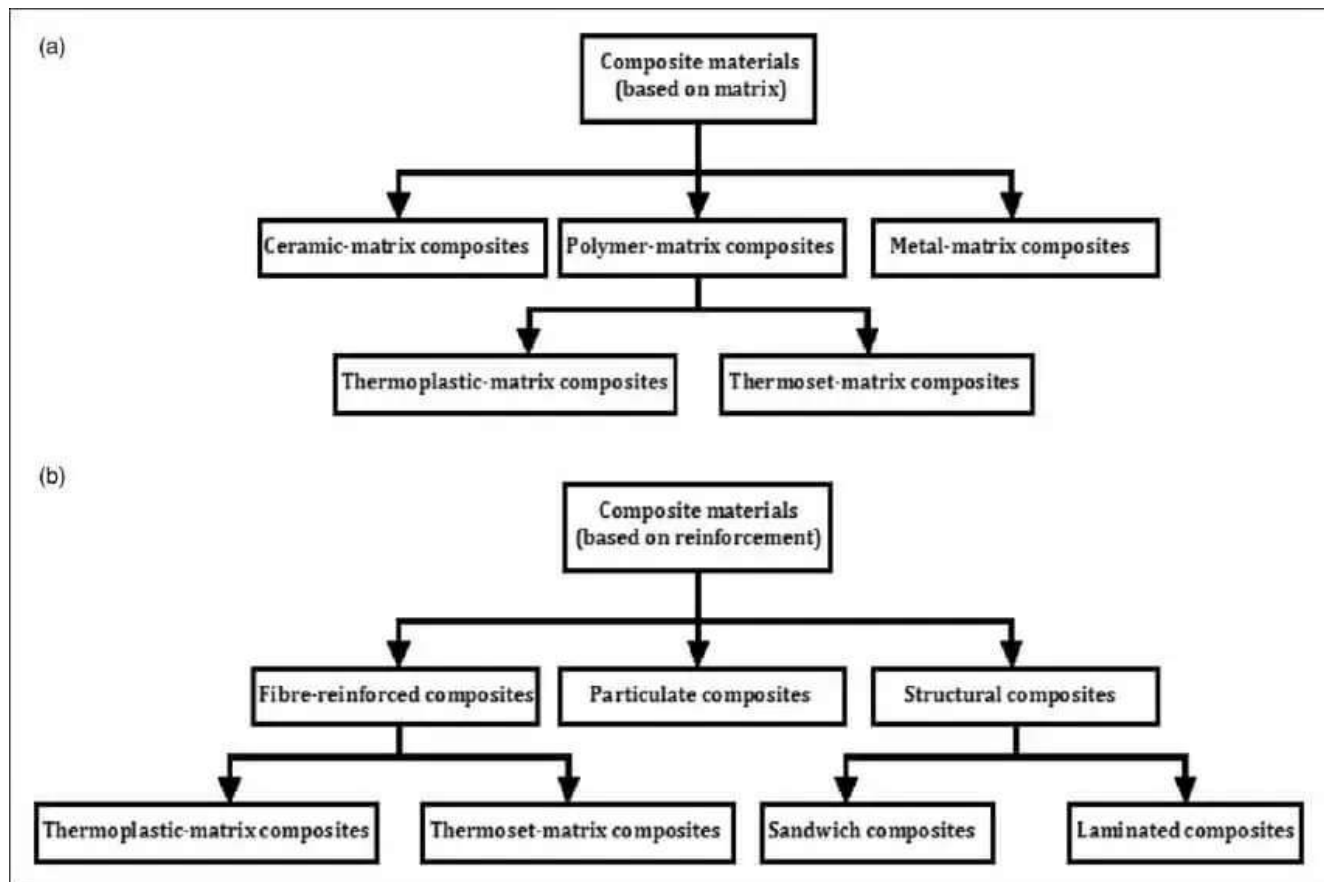 (a)
Composite materials
(based on matrix)
Ceramic-matrix composites
Polymer-matrix composites
Metal-matrix composites
Thermoplastic-matrix composites
Thermoset-matrix composites
(b)
Composite materials
(based on reinforcement)
Fibre-reinforced composites
Particulate composites
Structural composites
Thermoplastic-matrix composites
Thermoset-matrix composites
Sandwich composites
Laminated composites